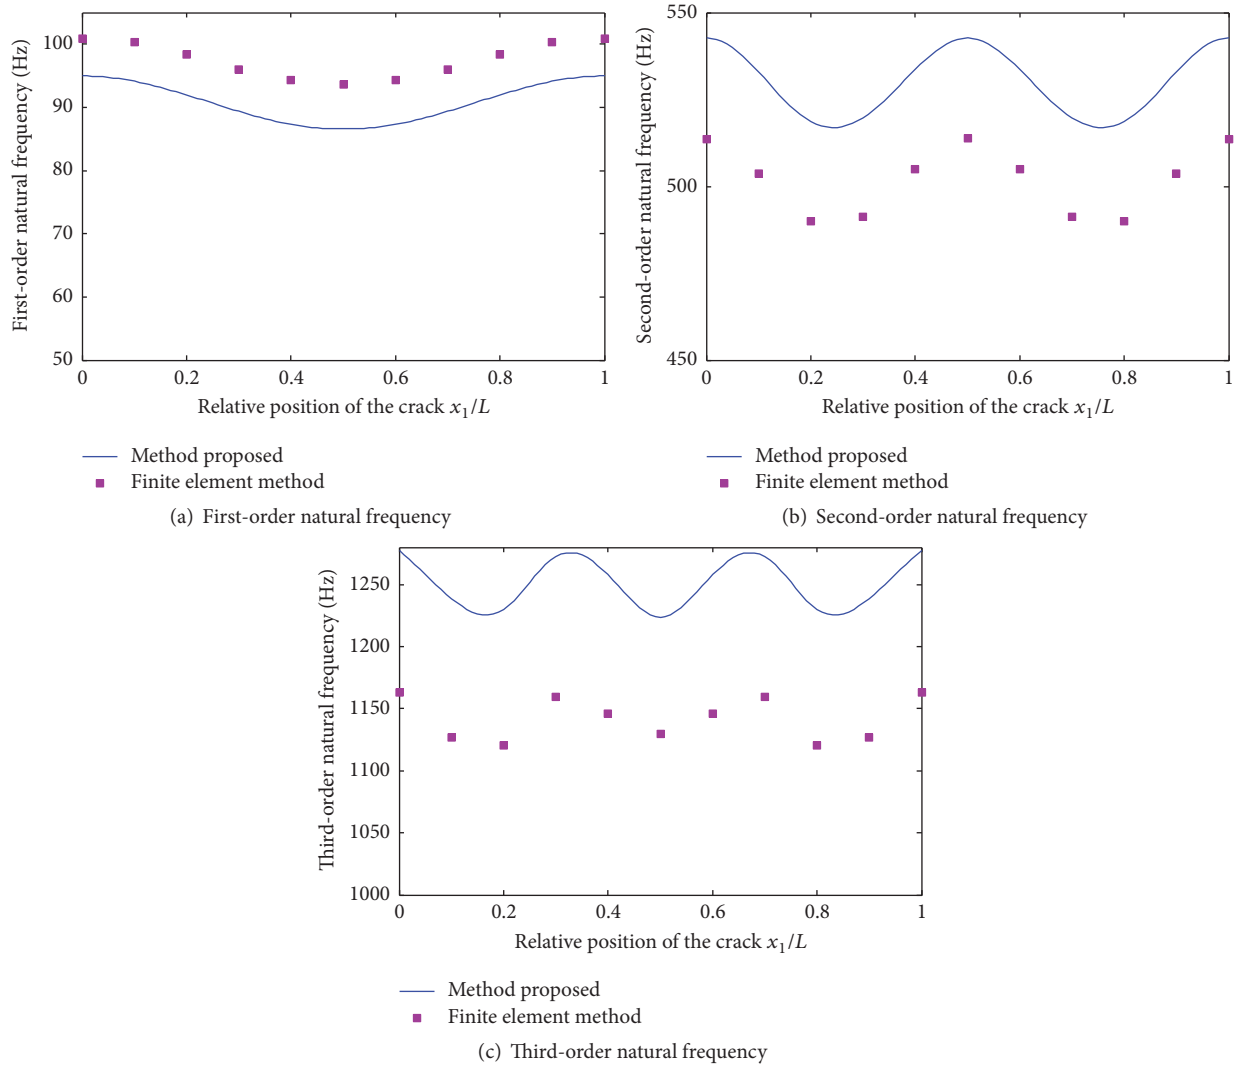 First-order natural frequency (Hz)
100
90
80
70
60
50
0
0.2
0.4
0.6
0.8
1
Relative position of the crack x₁/L
Method proposed
Finite element method
(a) First-order natural frequency
Second-order natural frequency (Hz)
550
500
450
0
0.2
0.4
0.6
0.8
1
Relative position of the crack x₁/L
Method proposed
Finite element method
(b) Second-order natural frequency
Third-order natural frequency (Hz)
1250
1200
1150
1100
1050
1000
0
0.2
0.4
0.6
0.8
1
Relative position of the crack x₁/L
Method proposed
Finite element method
(c) Third-order natural frequency